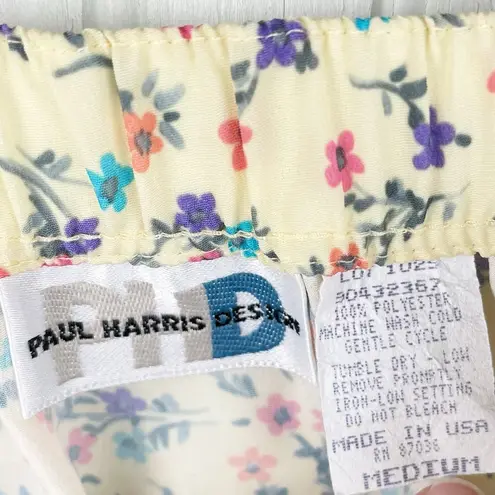 PHD
PAUL HARRIS DESIGN
LOT 1025
90432367
100% POLYESTER
MACHINE WASH COLD
GENTLE CYCLE
TUMBLE DRY - LOW
REMOVE PROMPTLY
IRON-LOW SETTING
DO NOT BLEACH
MADE IN USA
RN 87036
MEDIUM